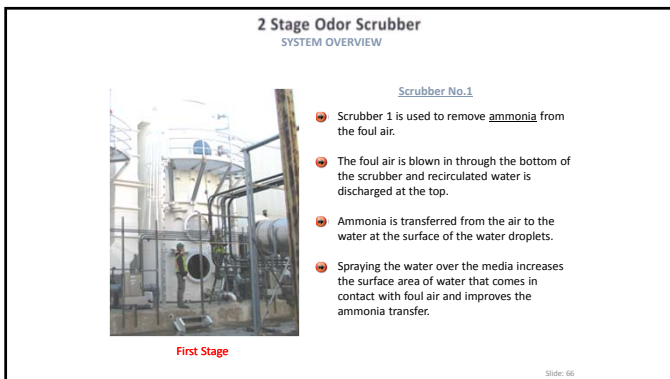 2 Stage Odor Scrubber
SYSTEM OVERVIEW
Scrubber No.1
Scrubber 1 is used to remove ammonia from
the foul air.
The foul air is blown in through the bottom of
the scrubber and recirculated water is
discharged at the top.
Ammonia is transferred from the air to the
water at the surface of the water droplets.
Spraying the water over the media increases
the surface area of water that comes in
contact with foul air and improves the
ammonia transfer.
First Stage
Slide: 66